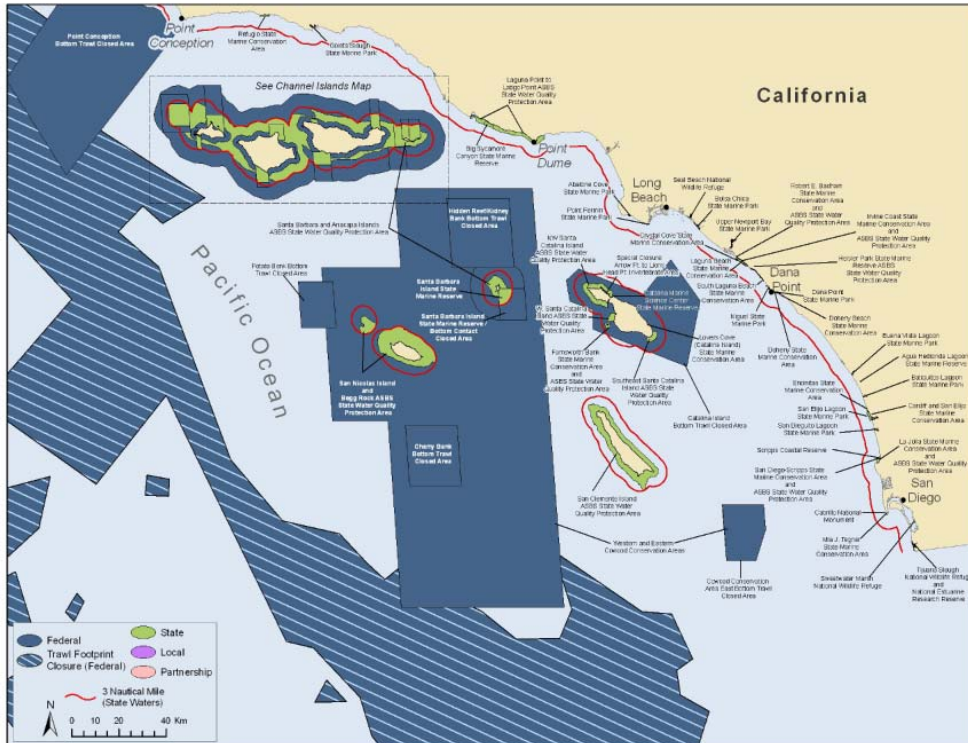 Point Conception
Bottom Trawl Closed
Area
Point
Conception
Refugio State
Marine Conservation
Area
Goleta Slough
State Marine Park
See Channel Islands Map
Laguna Point to
Latigo Point ASBS
State Water Quality
Protection Area
Big Sycamore
Canyon State Marine
Reserve
Point
Dume
California
Abalone Cove
State Marine Park
Long
Beach
Seal Beach National
Wildlife Refuge
Bolsa Chica
State Marine Park
Point Fermin
State Marine Park
Upper Newport Bay
State Marine Park
Robert E. Badham
State Marine
Conservation Area
and
ASBS State Water
Quality Protection Area
Crystal Cove State
Marine Conservation
Area
Irvine Coast State
Marine Conservation
Area and
ASBS State Water
Quality Protection Area
Laguna Beach State
Marine Conservation
Area
Heisler Park State Marine
Reserve ASBS
State Water Quality
Protection Area
South Laguna Beach
State Marine
Conservation Area
Dana
Point
Dana Point
State Marine Park
Niguel State
Marine Park
Doheny Beach
State Marine
Conservation Area
Doheny State
Marine Conservation
Area
Buena Vista Lagoon
State Marine Park
Agua Hedionda Lagoon
State Marine Reserve
Batiquitos Lagoon
State Marine Park
Encinitas State
Marine Conservation
Area
Cardiff and San Elijo
State Marine
Conservation Area
San Elijo Lagoon
State Marine Park
San Dieguito Lagoon
State Marine Park
La Jolla State Marine
Conservation Area
and
ASBS State Water Quality
Protection Area
Scripps Coastal Reserve
San Diego-Scripps State
Marine Conservation Area
and
ASBS State Water Quality
Protection Area
San
Diego
Cabrillo National
Monument
Mia J. Tegner
State Marine
Conservation Area
Sweetwater Marsh
National Wildlife Refuge
Tijuana Slough
National Wildlife Refuge
and
National Estuarine
Research Reserve
Santa Barbara and Anacapa Islands
ASBS State Water Quality Protection Area
Hidden Reef/Kidney
Bank Bottom Trawl
Closed Area
NW Santa
Catalina Island
ASBS State Water
Quality
Protection Area
Special Closure
Arrow Pt. to Lions
Head Pt. Invertebrate Area
Catalina Marine
Science Center
State Marine Reserve
Potato Bank Bottom
Trawl Closed Area
Santa Barbara
Island State
Marine Reserve
Santa Barbara Island
State Marine Reserve /
Bottom Contact
Closed Area
W. Santa Catalina
Island ASBS State
Water Quality
Protection Area
Lovers Cove
(Catalina Island)
State Marine
Conservation
Area
Farnsworth Bank
State Marine
Conservation Area
and
ASBS State Water
Quality Protection Area
Southeast Santa Catalina
Island ASBS State
Water Quality
Protection Area
Catalina Island
Bottom Trawl Closed Area
Pacific Ocean
San Nicolas Island
and
Begg Rock ASBS
State Water Quality
Protection Area
Cherry Bank
Bottom Trawl
Closed Area
San Clemente Island
ASBS State Water
Quality Protection Area
Western and Eastern
Cowcod Conservation Areas
Cowcod Conservation
Area East Bottom Trawl
Closed Area
Federal
Trawl Footprint
Closure (Federal)
State
Local
Partnership
3 Nautical Mile
(State Waters)
N
0 10 20 40 Km